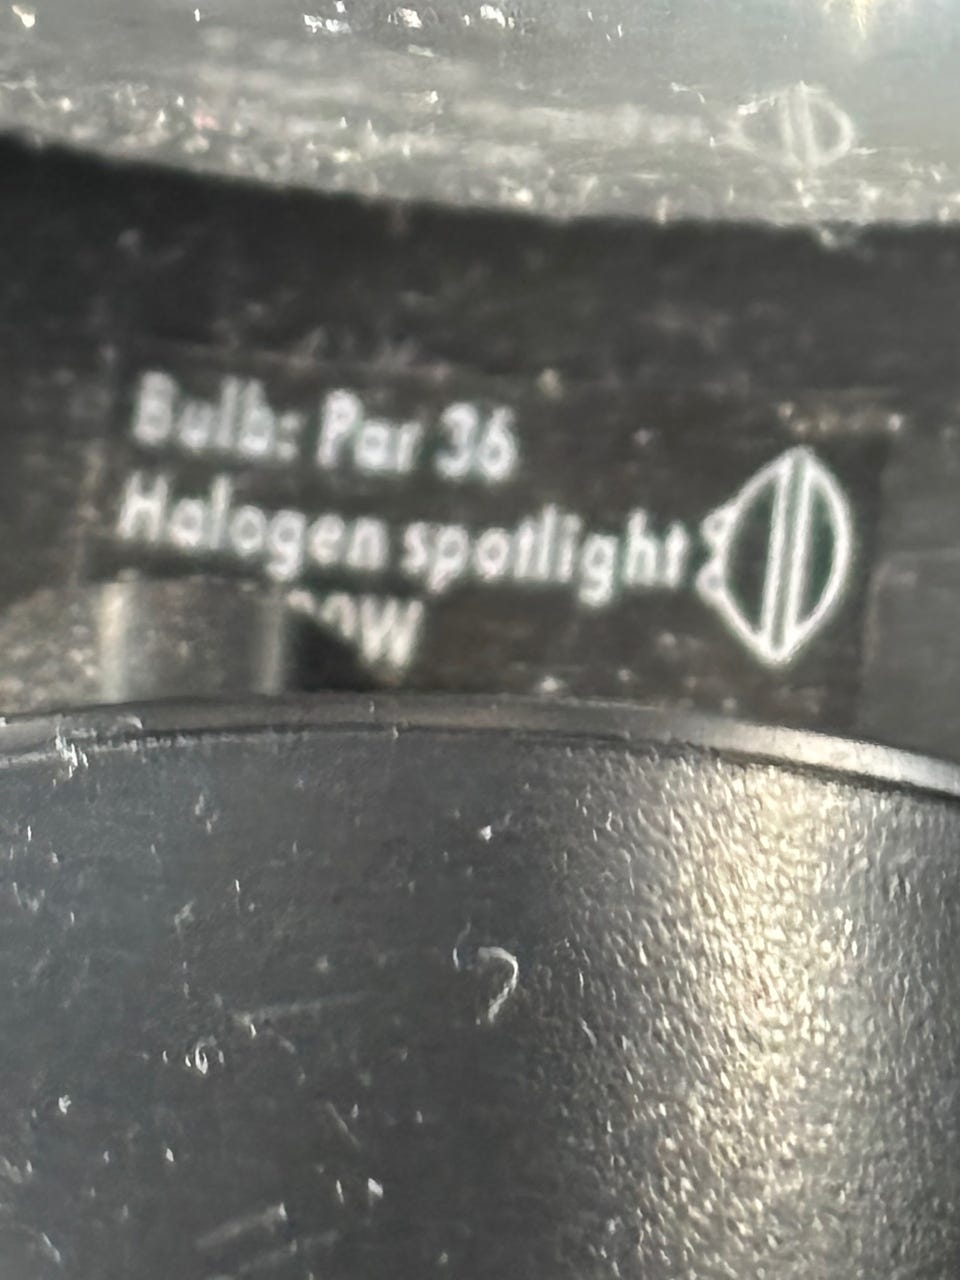 Bulb: Par 36
Halogen spotlight